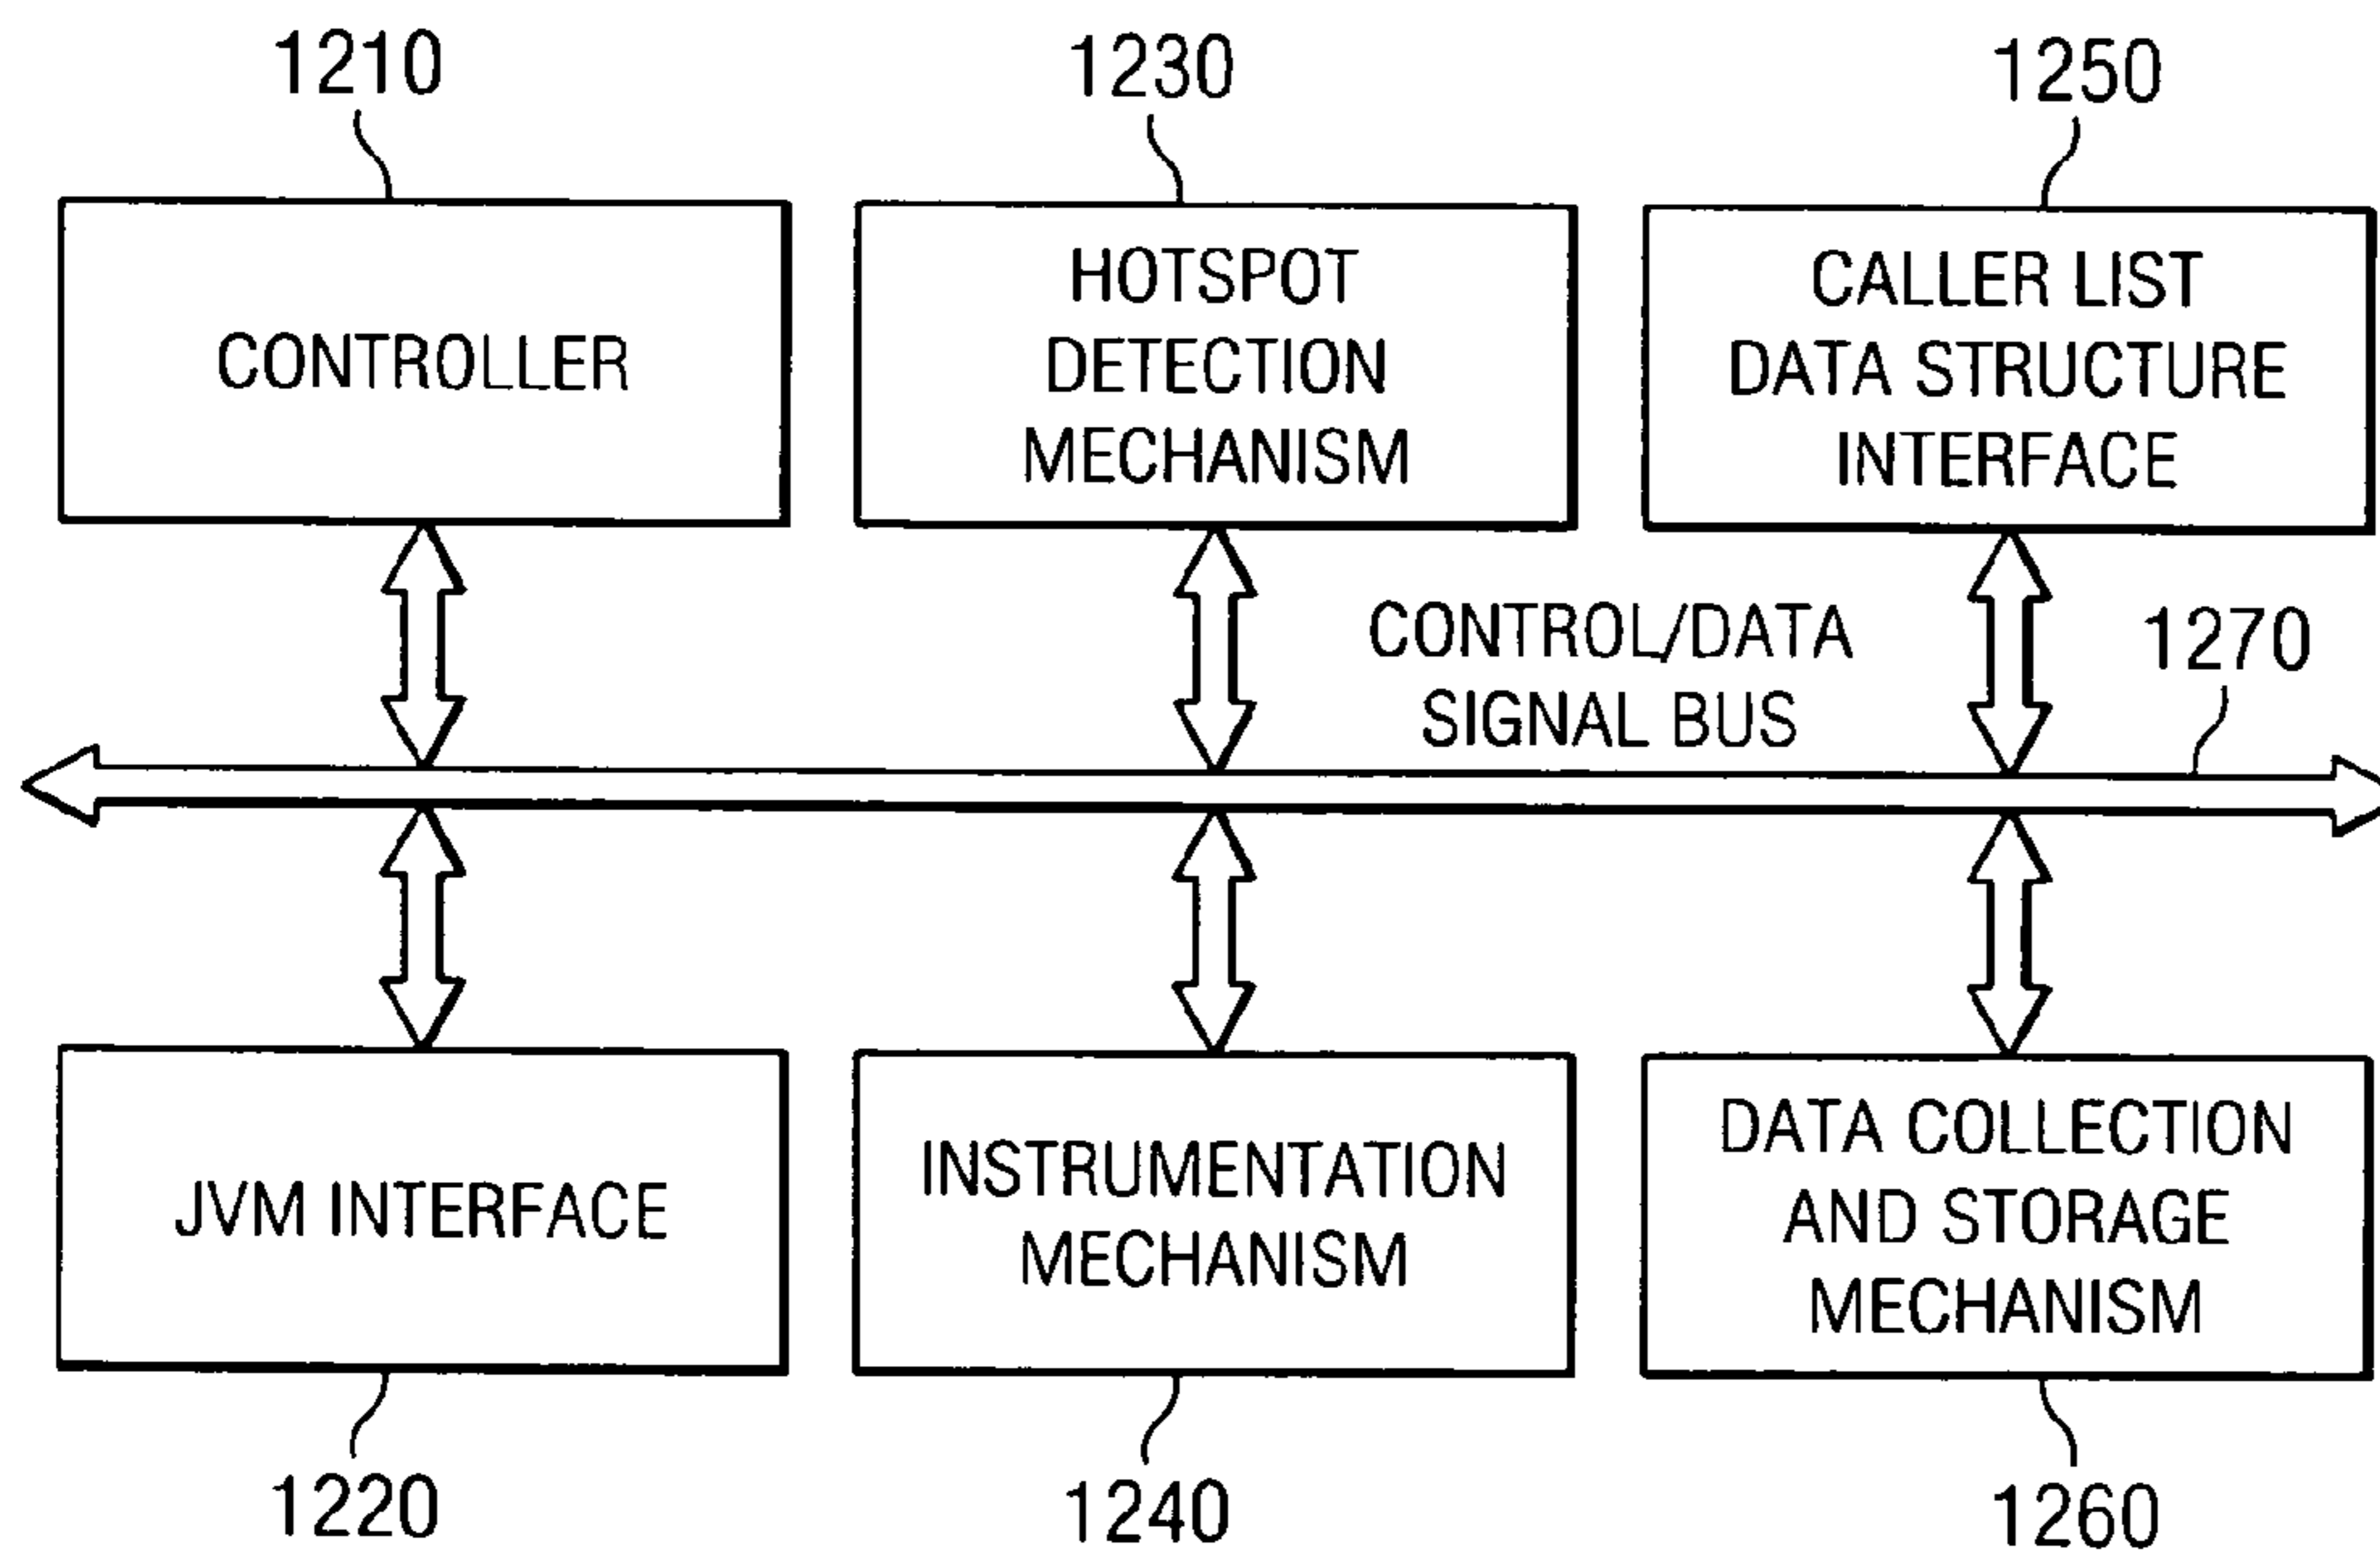 1210
1230
1250
CONTROLLER
HOTSPOT
DETECTION
MECHANISM
CALLER LIST
DATA STRUCTURE
INTERFACE
CONTROL/DATA
SIGNAL BUS
1270
JVM INTERFACE
INSTRUMENTATION
MECHANISM
DATA COLLECTION
AND STORAGE
MECHANISM
1220
1240
1260